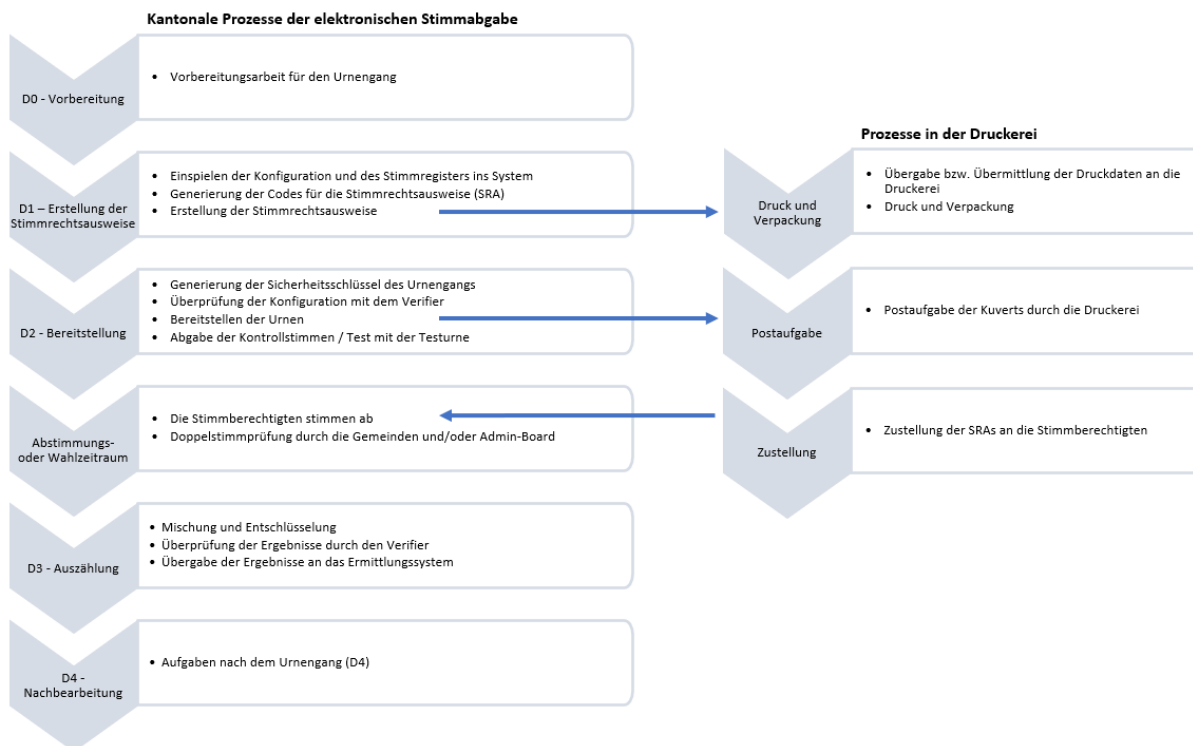 Kantonale Prozesse der elektronischen Stimmabgabe
D0 - Vorbereitung
• Vorbereitungsarbeit für den Urnengang
D1 – Erstellung der
Stimmrechtsausweise
• Einspielen der Konfiguration und des Stimmregisters ins System
• Generierung der Codes für die Stimmrechtsausweise (SRA)
• Erstellung der Stimmrechtsausweise
D2 - Bereitstellung
• Generierung der Sicherheitsschlüssel des Urnengangs
• Überprüfung der Konfiguration mit dem Verifier
• Bereitstellen der Urnen
• Abgabe der Kontrollstimmen / Test mit der Testurne
Abstimmungs-
oder Wahlzeitraum
• Die Stimmberechtigten stimmen ab
• Doppelstimmprüfung durch die Gemeinden und/oder Admin-Board
D3 - Auszählung
• Mischung und Entschlüsselung
• Überprüfung der Ergebnisse durch den Verifier
• Übergabe der Ergebnisse an das Ermittlungssystem
D4 -
Nachbearbeitung
• Aufgaben nach dem Urnengang (D4)
Prozesse in der Druckerei
Druck und
Verpackung
• Übergabe bzw. Übermittlung der Druckdaten an die
Druckerei
• Druck und Verpackung
Postaufgabe
• Postaufgabe der Kuverts durch die Druckerei
Zustellung
• Zustellung der SRAs an die Stimmberechtigten